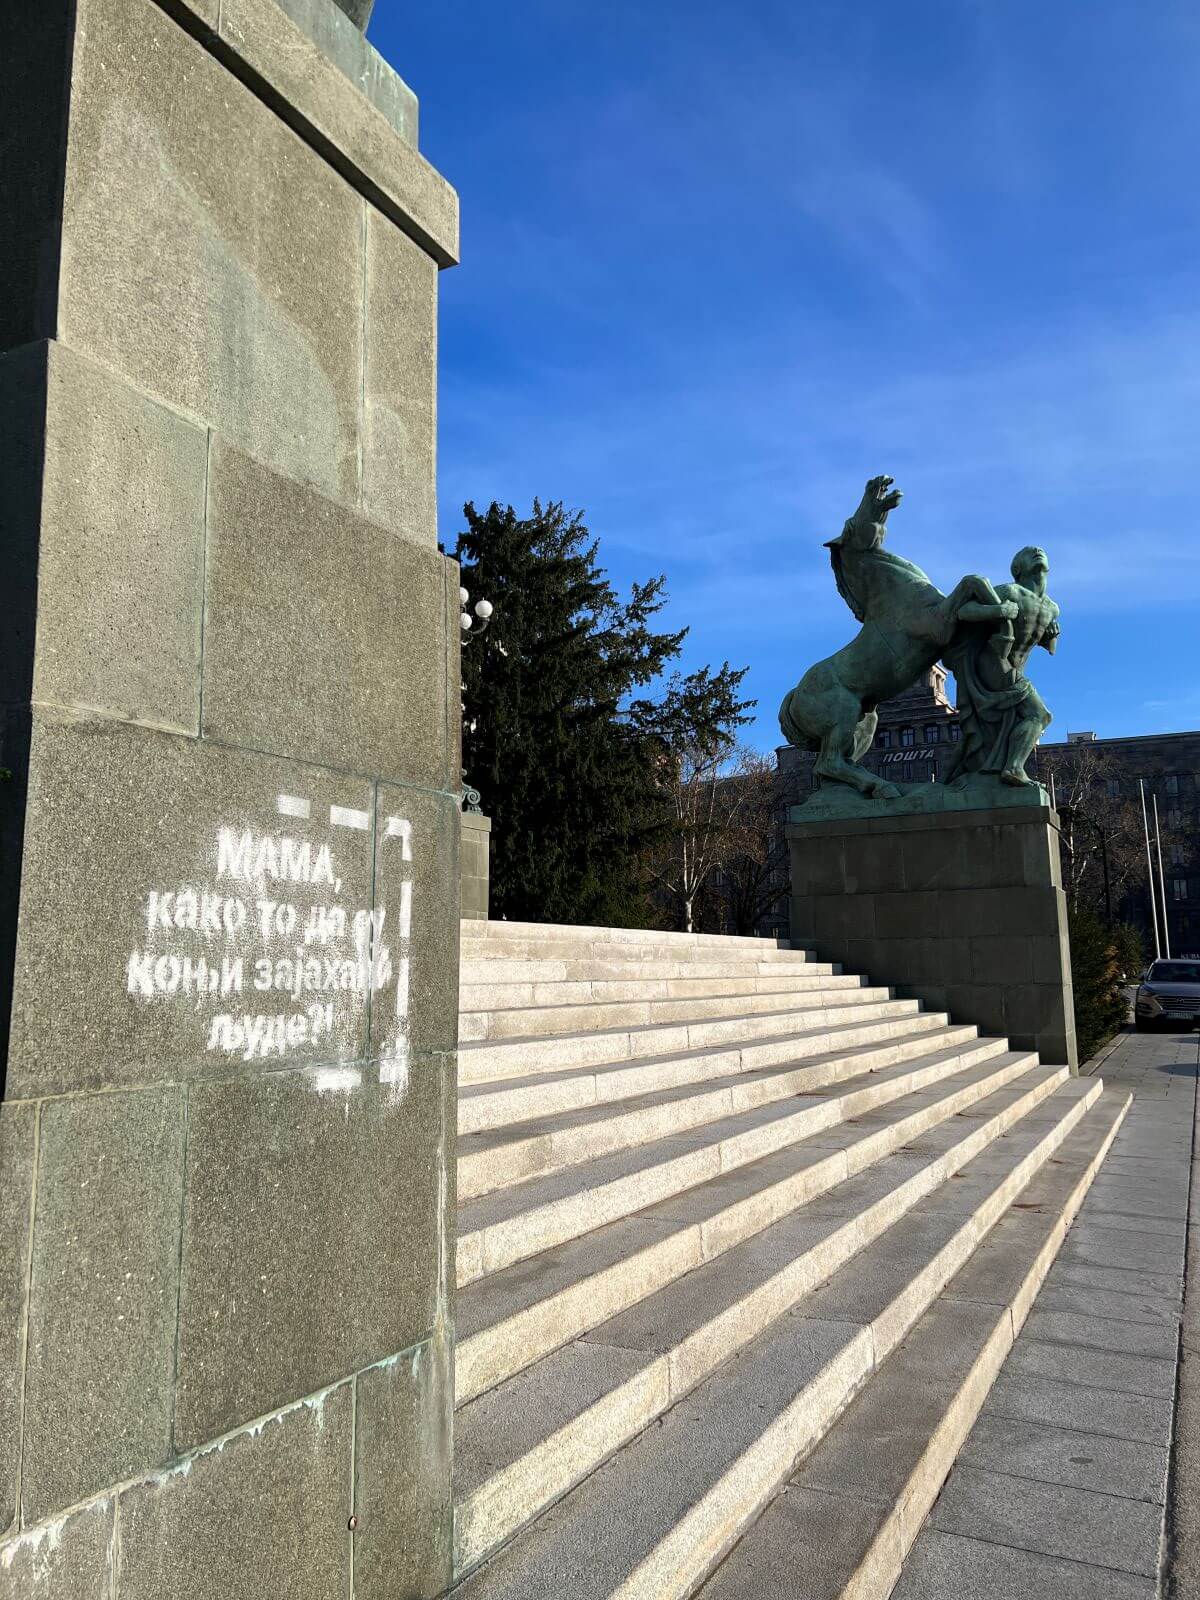 ПОШТА
Мама,
како то да су
коњи зајахали
људе?!